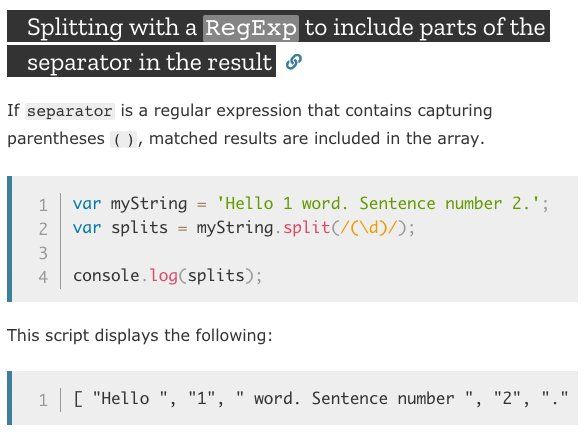 Splitting with a RegExp to include parts of the
separator in the result
If separator is a regular expression that contains capturing
parentheses (), matched results are included in the array.
1 var myString = 'Hello 1 word. Sentence number 2.';
2 var splits = myString.split(/(\d)/);
3
4 console.log(splits);
This script displays the following:
1 [ "Hello ", "1", " word. Sentence number ", "2", "."